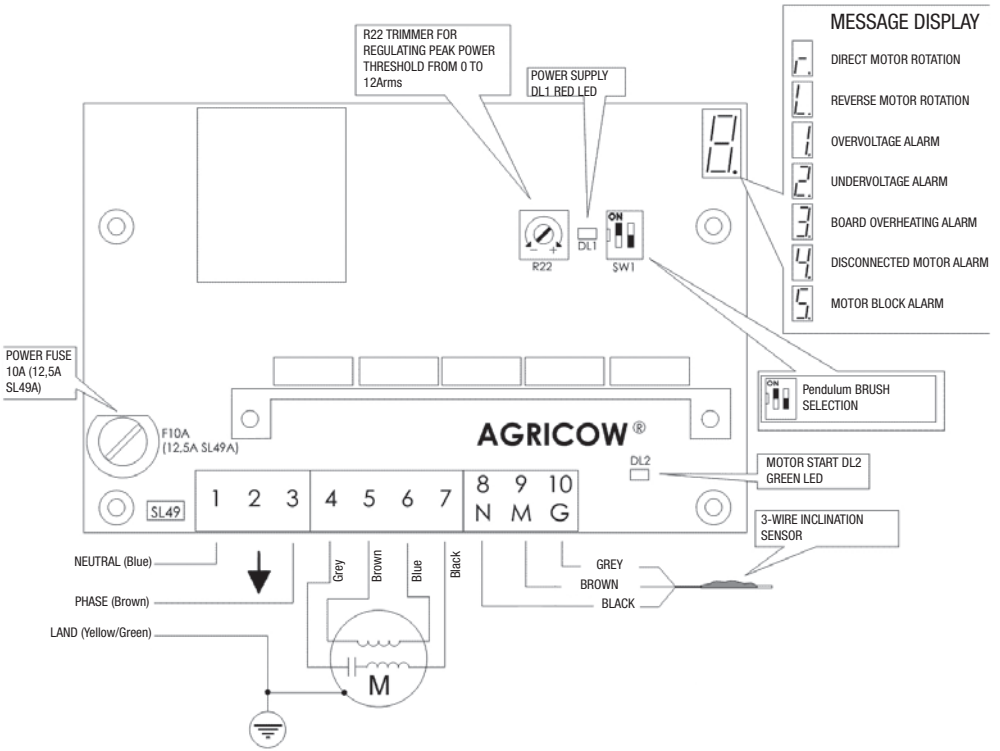 R22 TRIMMER FOR
REGULATING PEAK POWER
THRESHOLD FROM 0 TO
12Arms
POWER SUPPLY
DL1 RED LED
MESSAGE DISPLAY
r. DIRECT MOTOR ROTATION
L. REVERSE MOTOR ROTATION
1. OVERVOLTAGE ALARM
2. UNDERVOLTAGE ALARM
3. BOARD OVERHEATING ALARM
4. DISCONNECTED MOTOR ALARM
5. MOTOR BLOCK ALARM
8.
ON
- +
R22
DL1
SW1
POWER FUSE
10A (12,5A
SL49A)
F10A
(12,5A SL49A)
ON
Pendulum BRUSH
SELECTION
AGRICOW®
DL2
MOTOR START DL2
GREEN LED
SL49
1 2 3 4 5 6 7 8 9 10
N M G
3-WIRE INCLINATION
SENSOR
NEUTRAL (Blue)
PHASE (Brown)
LAND (Yellow/Green)
Grey
Brown
Blue
Black
GREY
BROWN
BLACK
M